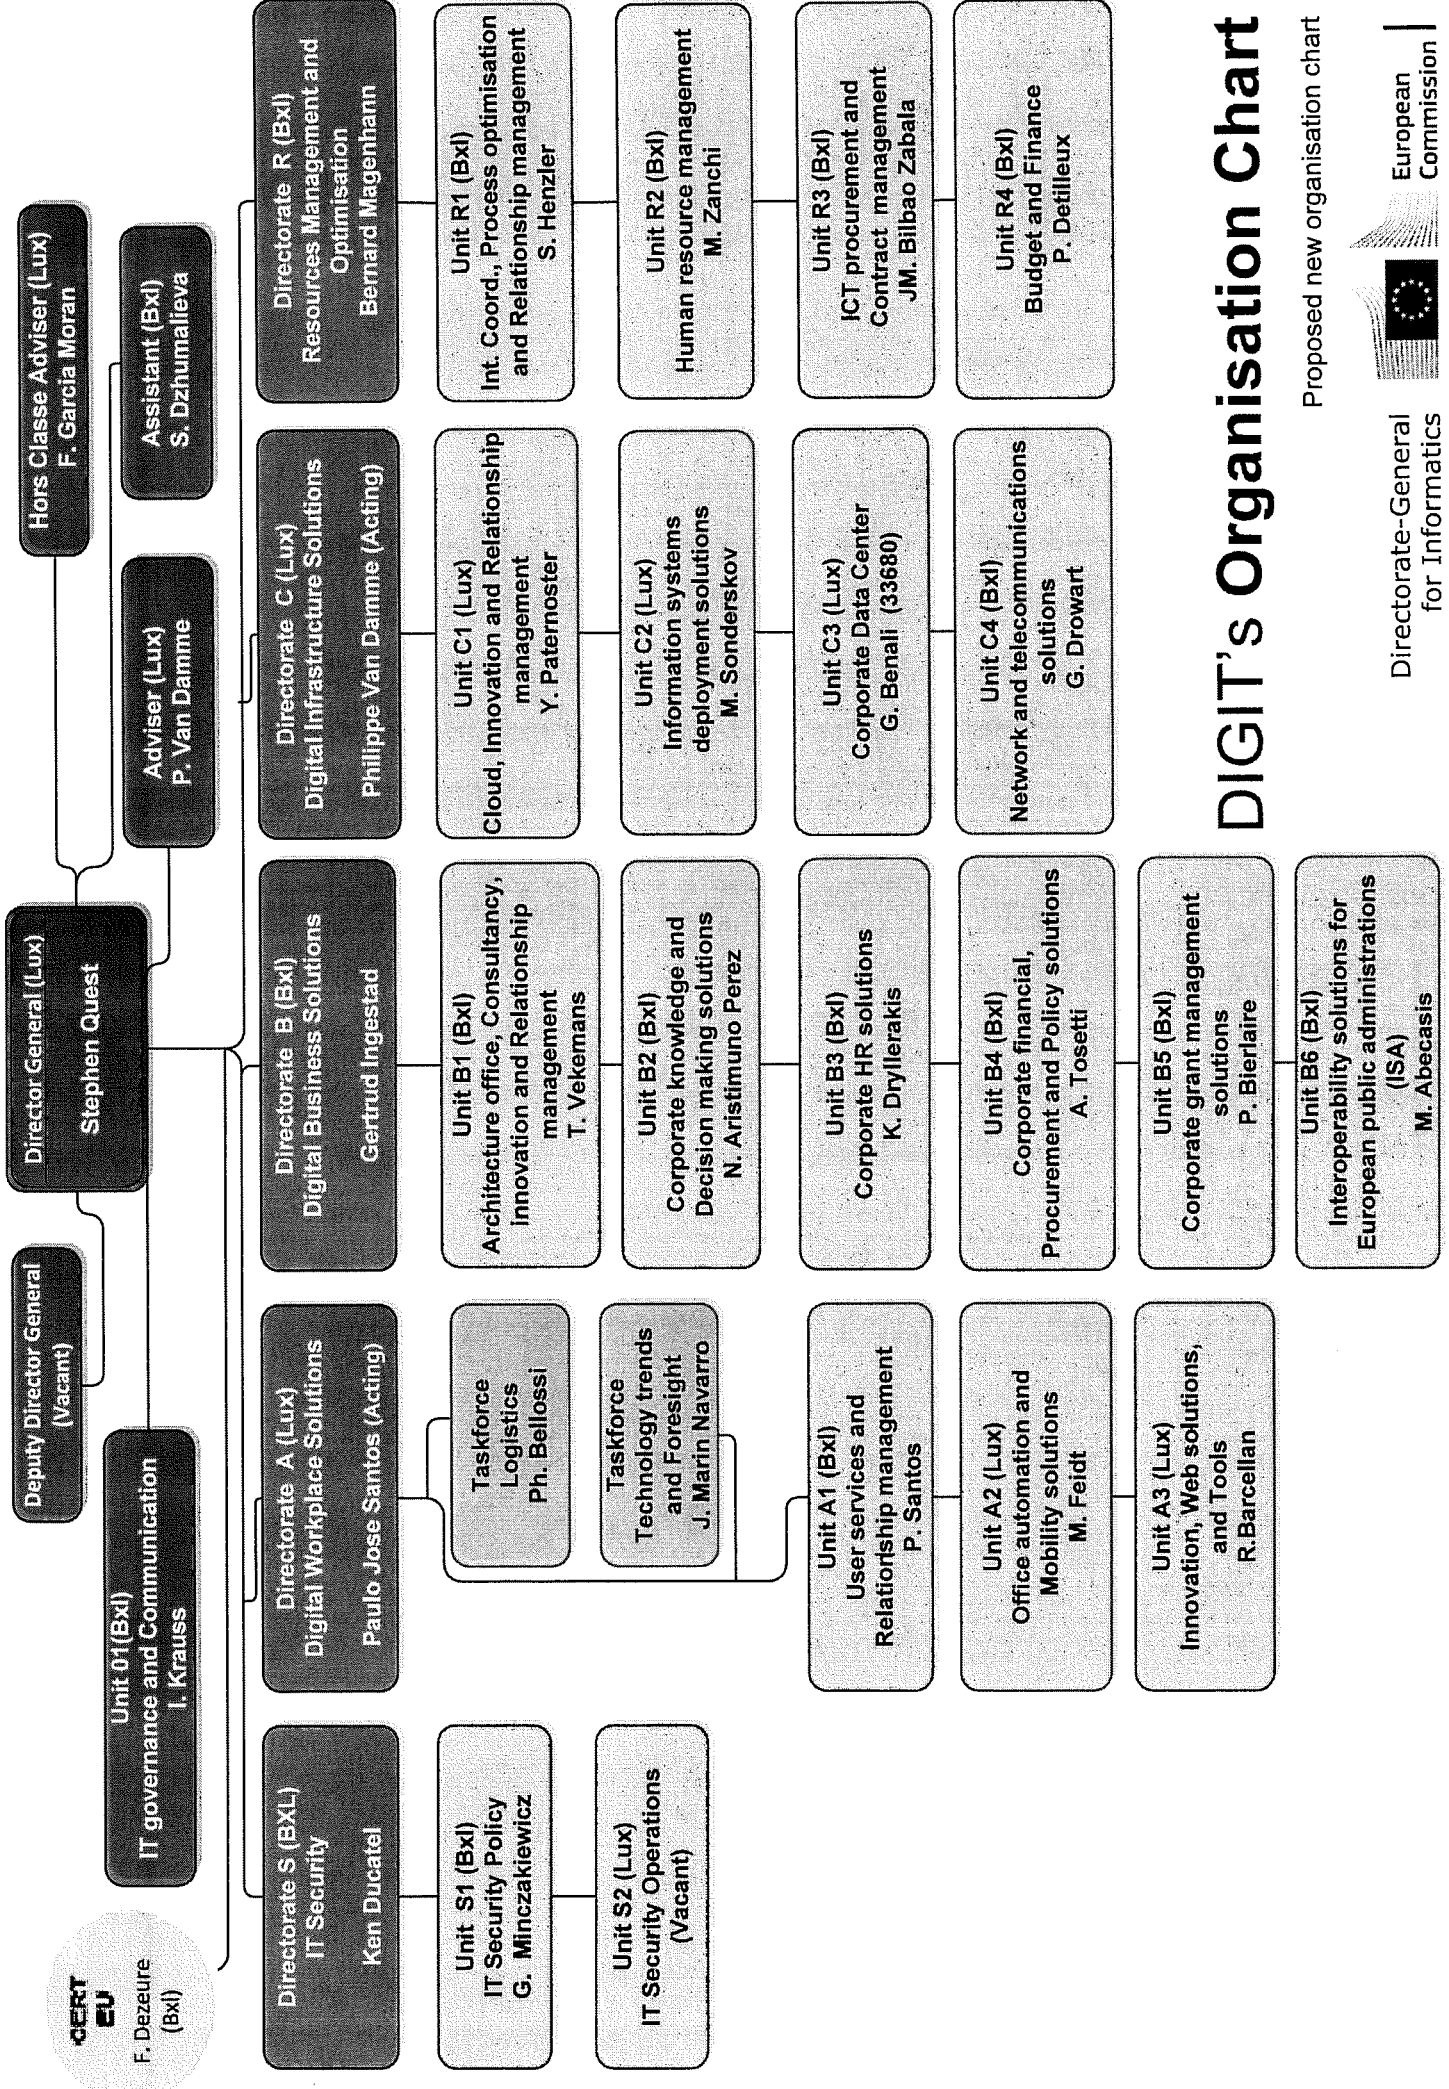 Hors Classe Adviser (Lux)
F. Garcia Moran
Director General (Lux)
Stephen Quest
Deputy Director General
(Vacant)
Assistant (Bxl)
S. Dzhumalieva
Adviser (Lux)
P. Van Damme
Unit 01(Bxl)
IT governance and Communication
I. Krauss
CERT
EU
F. Dezeure
(Bxl)
Directorate S (BXL)
IT Security
Ken Ducatel
Unit S1 (Bxl)
IT Security Policy
G. Minczakiewicz
Unit S2 (Lux)
IT Security Operations
(Vacant)
Directorate A (Lux)
Digital Workplace Solutions
Paulo Jose Santos (Acting)
Taskforce
Logistics
Ph. Bellossi
Taskforce
Technology trends
and Foresight
J. Marin Navarro
Unit A1 (Bxl)
User services and
Relationship management
P. Santos
Unit A2 (Lux)
Office automation and
Mobility solutions
M. Feidt
Unit A3 (Lux)
Innovation, Web solutions,
and Tools
R.Barcellan
Directorate B (Bxl)
Digital Business Solutions
Gertrud Ingestad
Unit B1 (Bxl)
Architecture office, Consultancy,
Innovation and Relationship
management
T. Vekemans
Unit B2 (Bxl)
Corporate knowledge and
Decision making solutions
N. Aristimuno Perez
Unit B3 (Bxl)
Corporate HR solutions
K. Dryllerakis
Unit B4 (Bxl)
Corporate financial,
Procurement and Policy solutions
A. Tosetti
Unit B5 (Bxl)
Corporate grant management
solutions
P. Bierlaire
Unit B6 (Bxl)
Interoperability solutions for
European public administrations
(ISA)
M. Abecasis
Directorate C (Lux)
Digital Infrastructure Solutions
Philippe Van Damme (Acting)
Unit C1 (Lux)
Cloud, Innovation and Relationship
management
Y. Paternoster
Unit C2 (Lux)
Information systems
deployment solutions
M. Sonderskov
Unit C3 (Lux)
Corporate Data Center
G. Benali (33680)
Unit C4 (Bxl)
Network and telecommunications
solutions
G. Drowart
Directorate R (Bxl)
Resources Management and
Optimisation
Bernard Magenhann
Unit R1 (Bxl)
Int. Coord., Process optimisation
and Relationship management
S. Henzler
Unit R2 (Bxl)
Human resource management
M. Zanchi
Unit R3 (Bxl)
ICT procurement and
Contract management
JM. Bilbao Zabala
Unit R4 (Bxl)
Budget and Finance
P. Detilleux
DIGIT's Organisation Chart
Proposed new organisation chart
Directorate-General
for Informatics
European
Commission